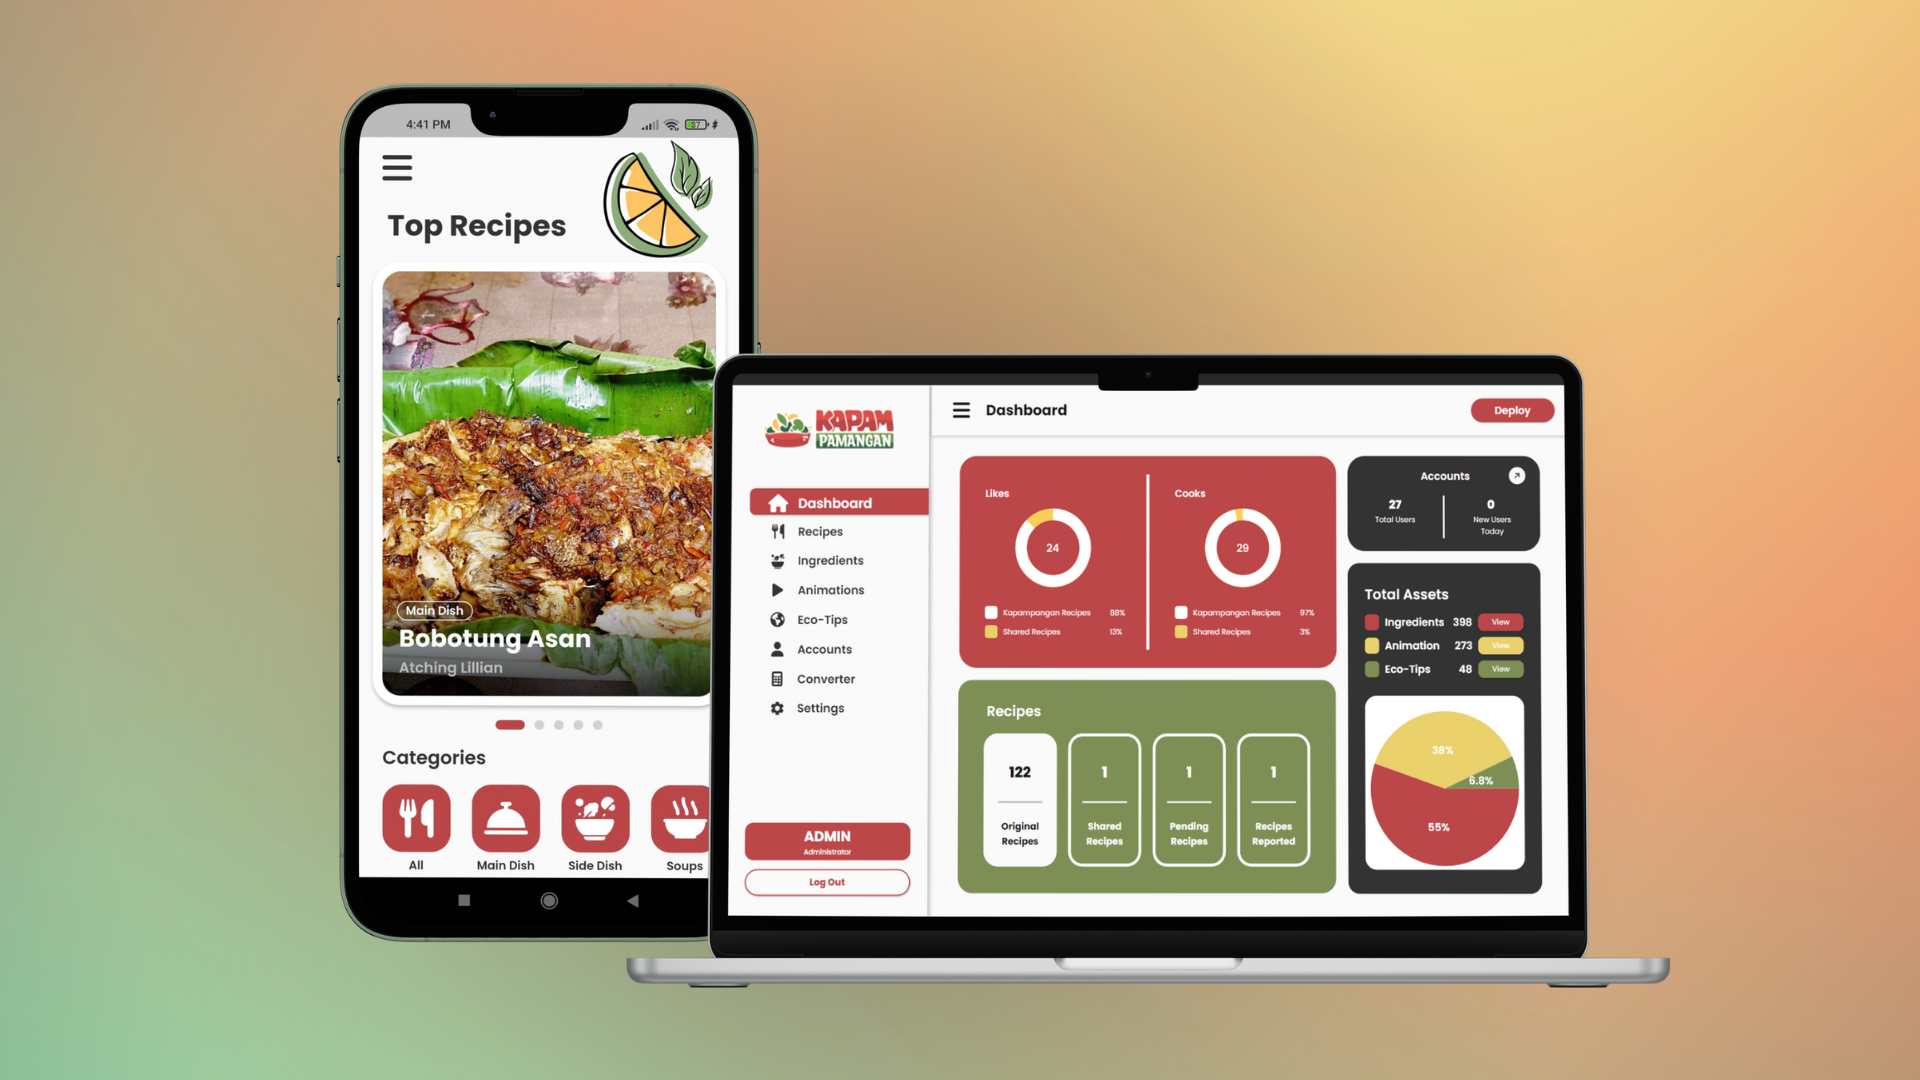 4:41 PM
37
Top Recipes
Main Dish
Bobotung Asan
Atching Lillian
Categories
All
Main Dish
Side Dish
Soups
KAPAM
PAMANGAN
Dashboard
Recipes
Ingredients
Animations
Eco-Tips
Accounts
Converter
Settings
ADMIN
Administrator
Log Out
Dashboard
Deploy
Likes
24
Kapampangan Recipes 88%
Shared Recipes 13%
Cooks
29
Kapampangan Recipes 97%
Shared Recipes 3%
Accounts
27
Total Users
0
New Users
Today
Recipes
122
Original
Recipes
1
Shared
Recipes
1
Pending
Recipes
1
Recipes
Reported
Total Assets
Ingredients 398 View
Animation 273 View
Eco-Tips 48 View
38%
6.8%
55%